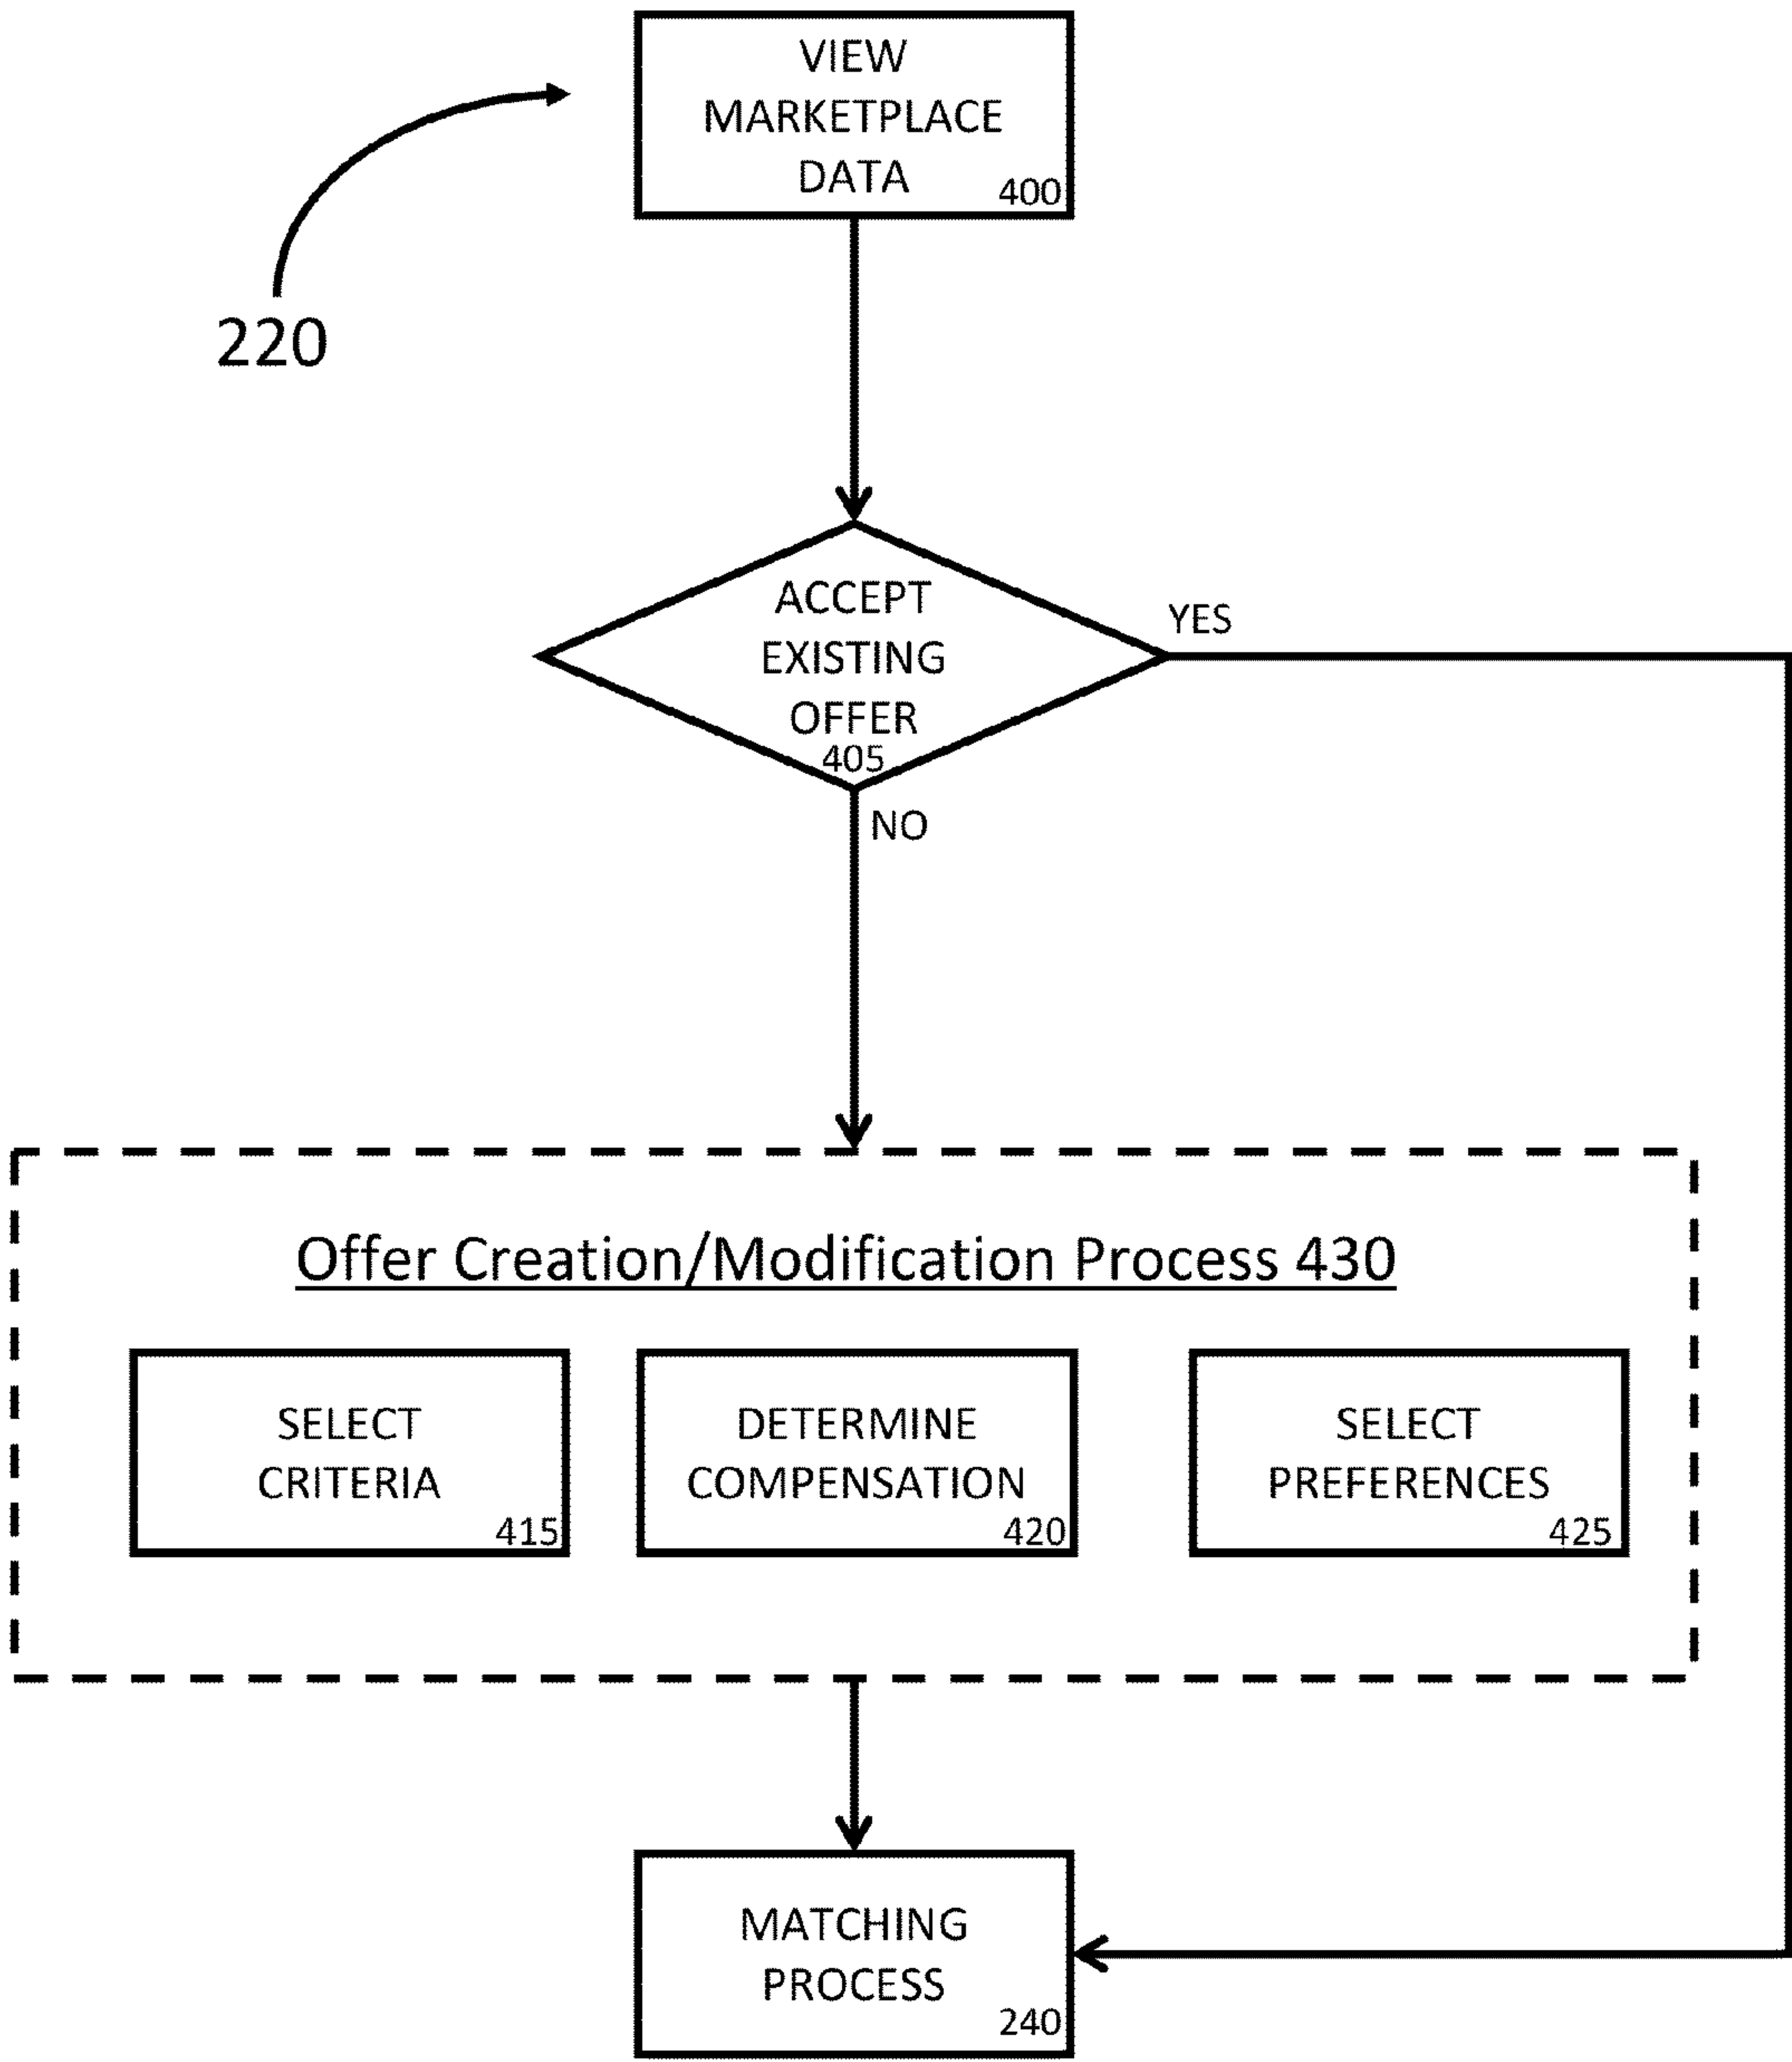 VIEW
MARKETPLACE
DATA
400
220
ACCEPT
EXISTING
OFFER
405
YES
NO
Offer Creation/Modification Process 430
SELECT
CRITERIA
415
DETERMINE
COMPENSATION
420
SELECT
PREFERENCES
425
MATCHING
PROCESS
240